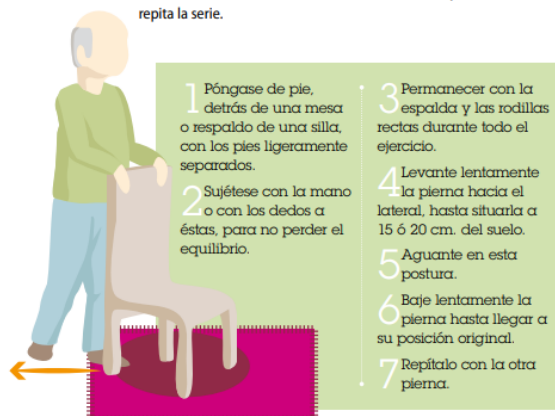 repita la serie.
1 Póngase de pie,
detrás de una mesa
o respaldo de una silla,
con los pies ligeramente
separados.
2 Sujétese con la mano
o con los dedos a
éstas, para no perder el
equilibrio.
3 Permanecer con la
espalda y las rodillas
rectas durante todo el
ejercicio.
4 Levante lentamente
la pierna hacia el
lateral, hasta situarla a
15 ó 20 cm. del suelo.
5 Aguante en esta
postura.
6 Baje lentamente la
pierna hasta llegar a
su posición original.
7 Repítalo con la otra
pierna.